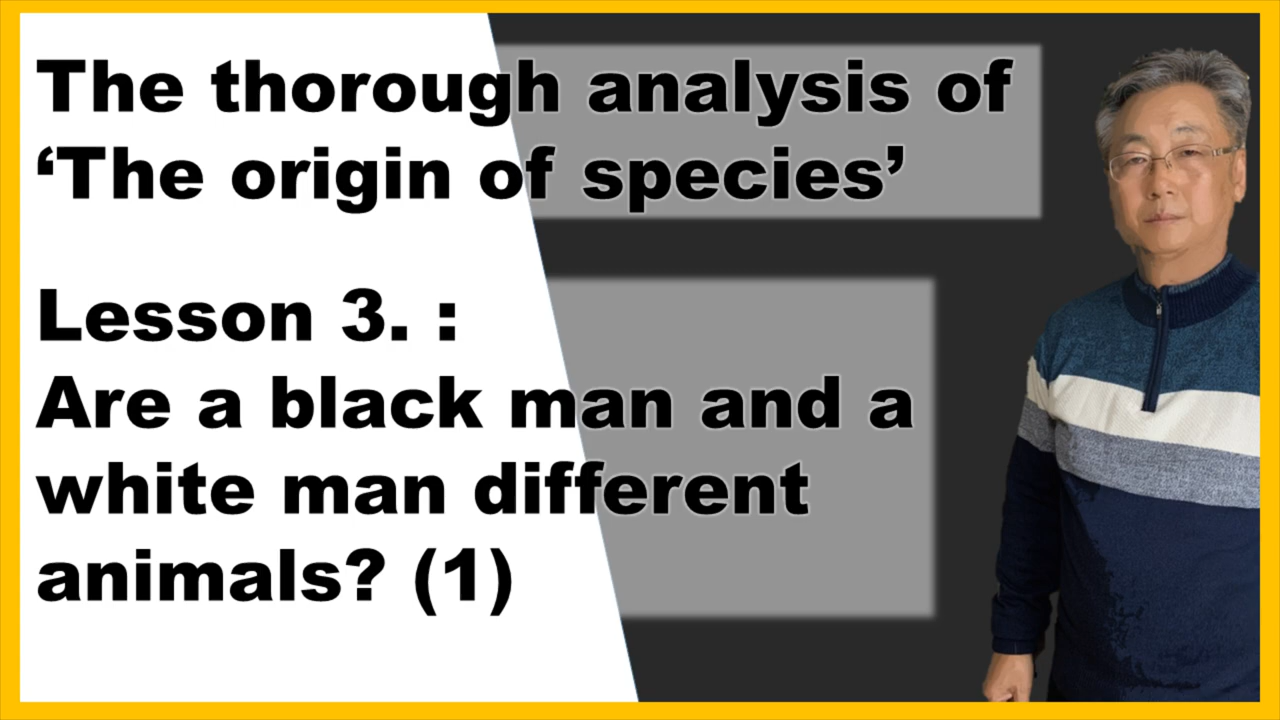 The thorough analysis of
‘The origin of species’
Lesson 3. :
Are a black man and a
white man different
animals? (1)